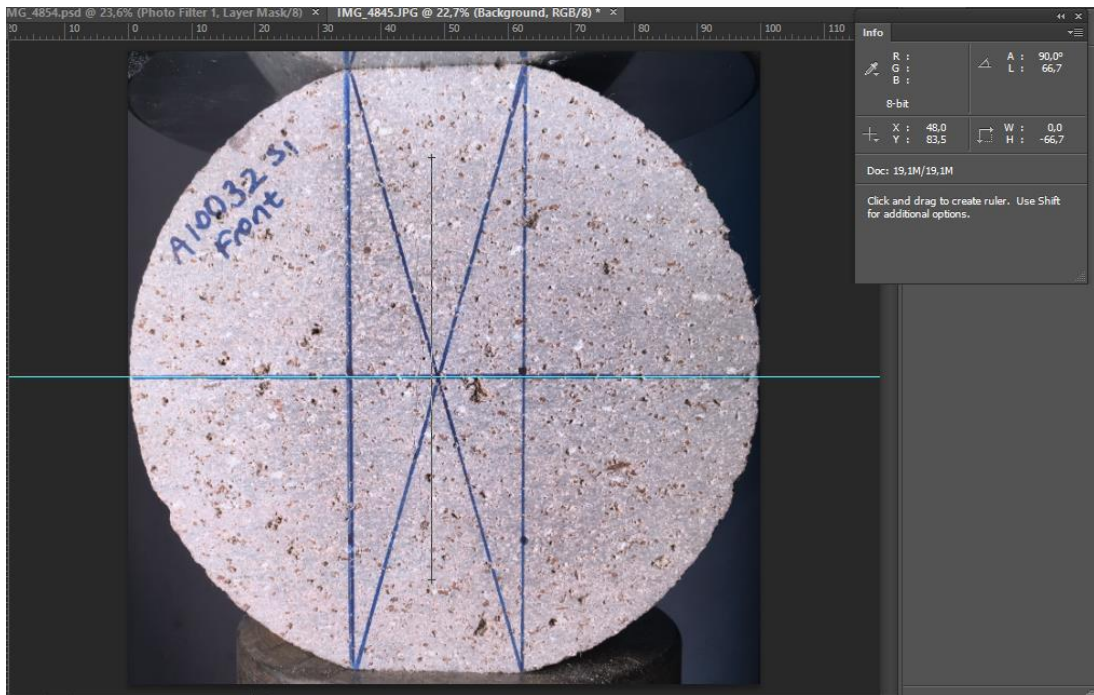 MG_4854.psd @ 23,6% (Photo Filter 1, Layer Mask/8) × IMG_4845.JPG @ 22,7% (Background, RGB/8) * ×
20 10 0 10 20 30 40 50 60 70 80 90 100 110
Info
R : A : 90,0°
G : L : 66,7
B :
8-bit
X : 48,0 W : 0,0
Y : 83,5 H : -66,7
Doc: 19,1M/19,1M
Click and drag to create ruler. Use Shift
for additional options.
A10D32 S1
Front